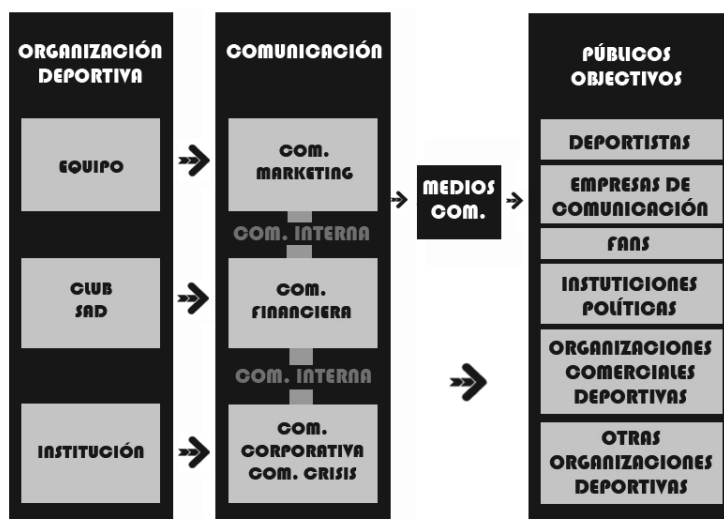 ORGANIZACIÓN
DEPORTIVA
EQUIPO
CLUB
SAD
INSTITUCIÓN
COMUNICACIÓN
COM.
MARKETING
COM. INTERNA
COM.
FINANCIERA
COM. INTERNA
COM.
CORPORATIVA
COM. CRISIS
MEDIOS
COM.
PÚBLICOS
OBJECTIVOS
DEPORTISTAS
EMPRESAS DE
COMUNICACIÓN
FANS
INSTUTICIONES
POLÍTICAS
ORGANIZACIONES
COMERCIALES
DEPORTIVAS
OTRAS
ORGANIZACIONES
DEPORTIVAS